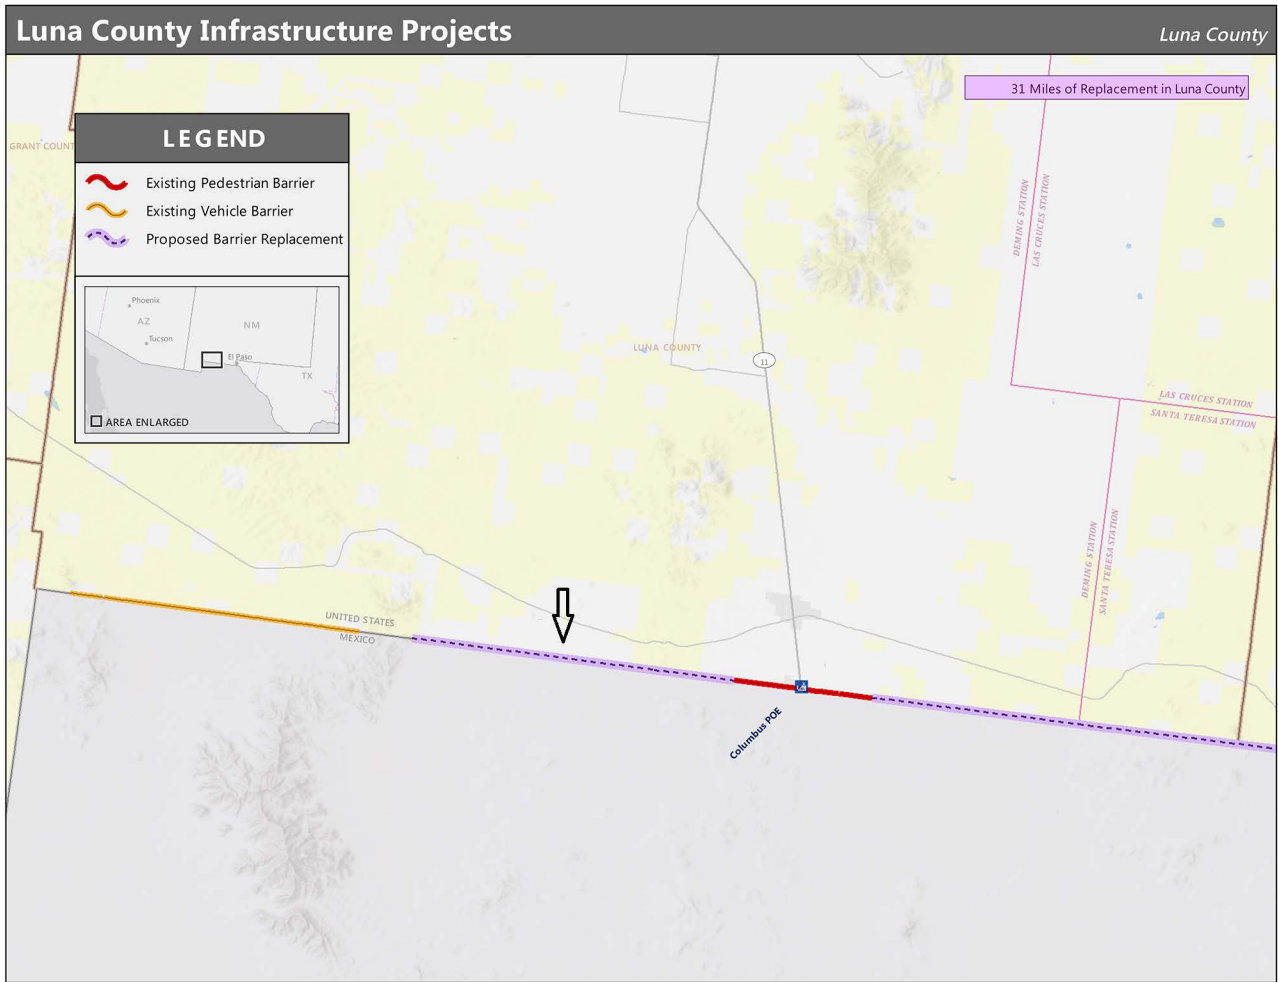 Luna County Infrastructure Projects
Luna County
31 Miles of Replacement in Luna County
GRANT COUNT
LEGEND
Existing Pedestrian Barrier
Existing Vehicle Barrier
Proposed Barrier Replacement
Phoenix
AZ
NM
Tucson
El Paso
TX
AREA ENLARGED
DEMING STATION
LAS CRUCES STATION
LUNA COUNTY
11
LAS CRUCES STATION
SANTA TERESA STATION
DEMING STATION
SANTA TERESA STATION
UNITED STATES
MEXICO
Columbus POE